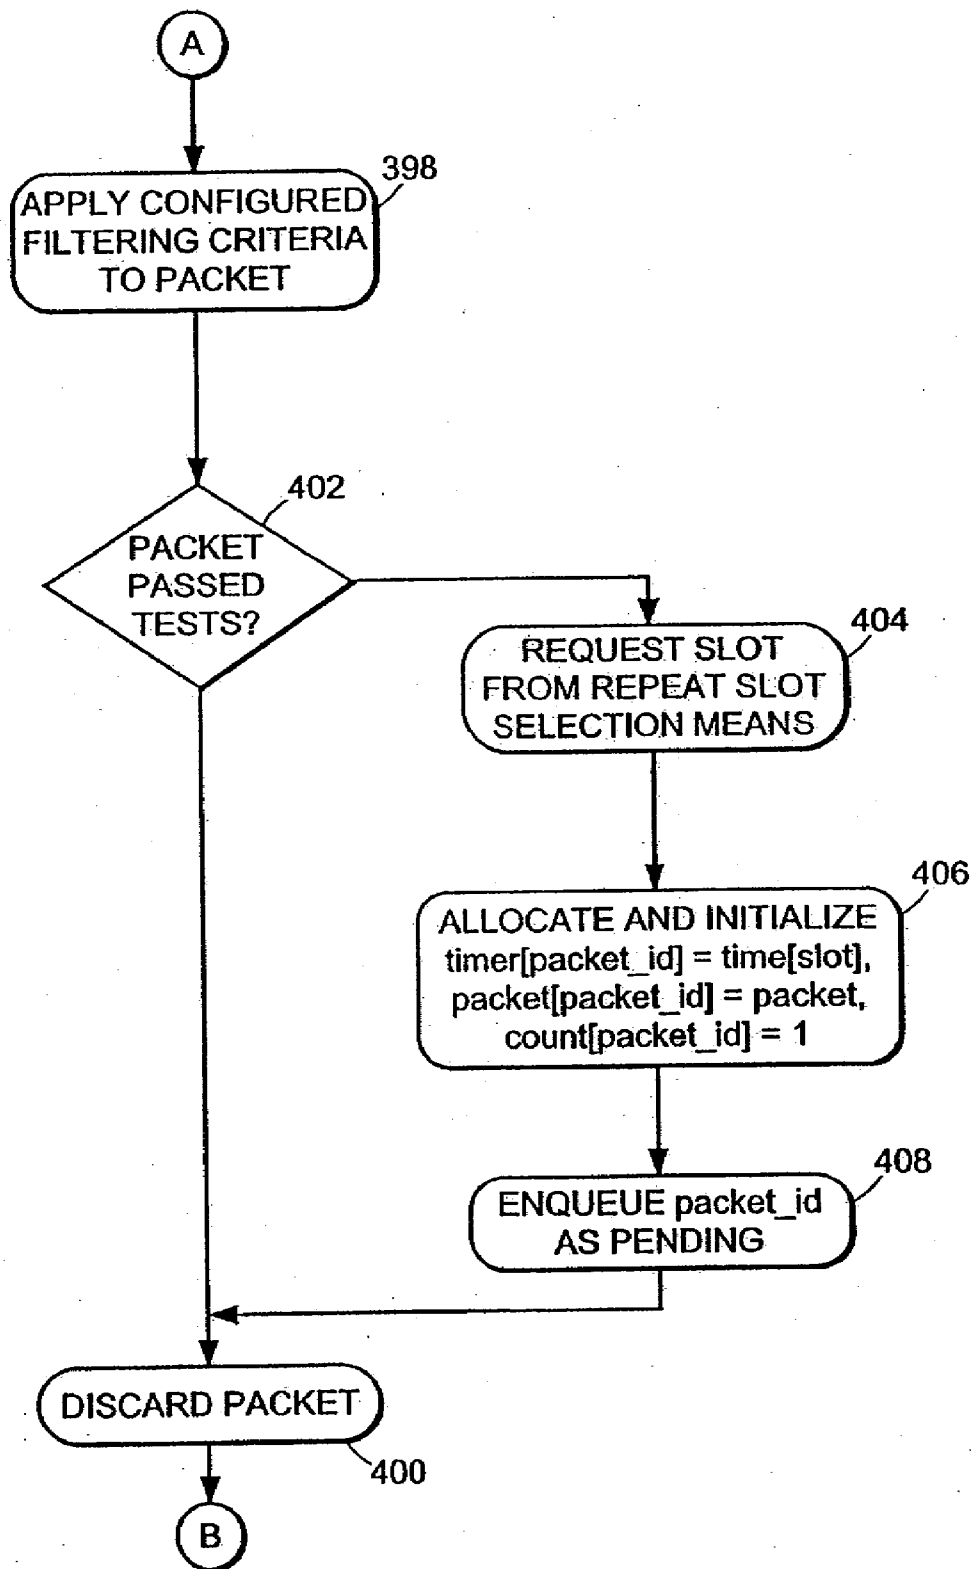 A
398
APPLY CONFIGURED
FILTERING CRITERIA
TO PACKET
402
PACKET
PASSED
TESTS?
404
REQUEST SLOT
FROM REPEAT SLOT
SELECTION MEANS
406
ALLOCATE AND INITIALIZE
timer[packet_id] = time[slot],
packet[packet_id] = packet,
count[packet_id] = 1
408
ENQUEUE packet_id
AS PENDING
DISCARD PACKET
400
B